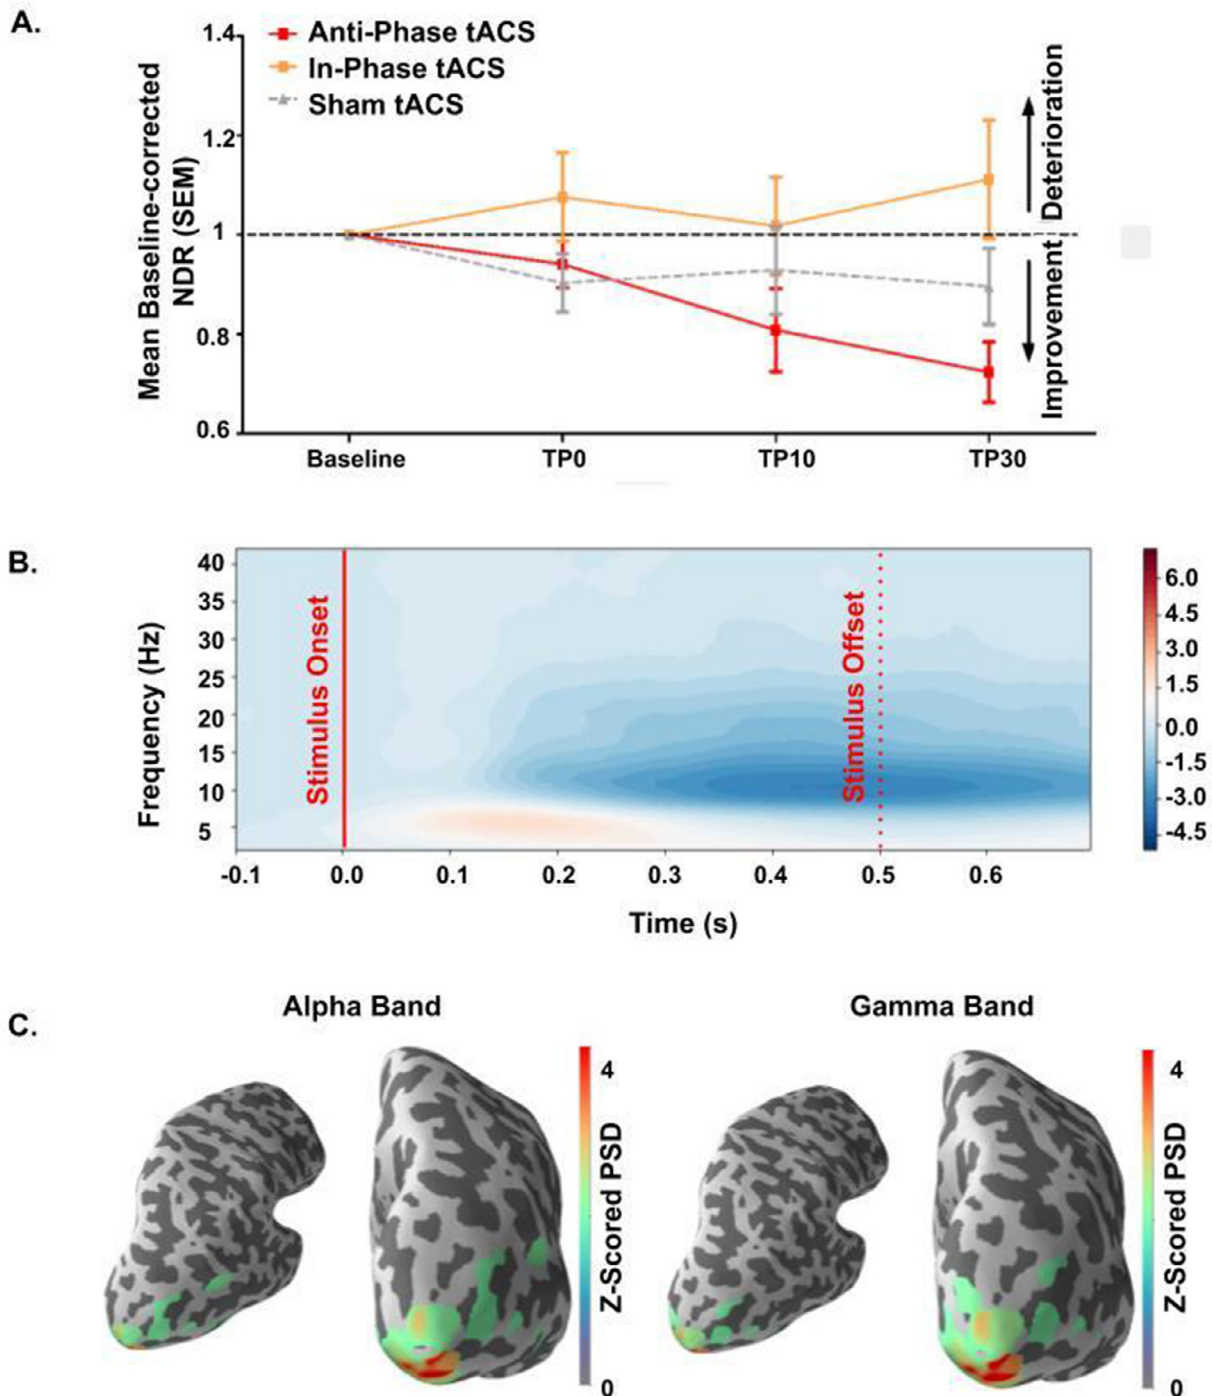 A.
Anti-Phase tACS
In-Phase tACS
Sham tACS
Mean Baseline-corrected
NDR (SEM)
1.4
1.2
1
0.8
0.6
Baseline TP0 TP10 TP30
Deterioration
Improvement
B.
Frequency (Hz)
40
35
30
25
20
15
10
5
Stimulus Onset
Stimulus Offset
-0.1 0.0 0.1 0.2 0.3 0.4 0.5 0.6
Time (s)
6.0
4.5
3.0
1.5
0.0
-1.5
-3.0
-4.5
C.
Alpha Band
4
Z-Scored PSD
0
Gamma Band
4
Z-Scored PSD
0